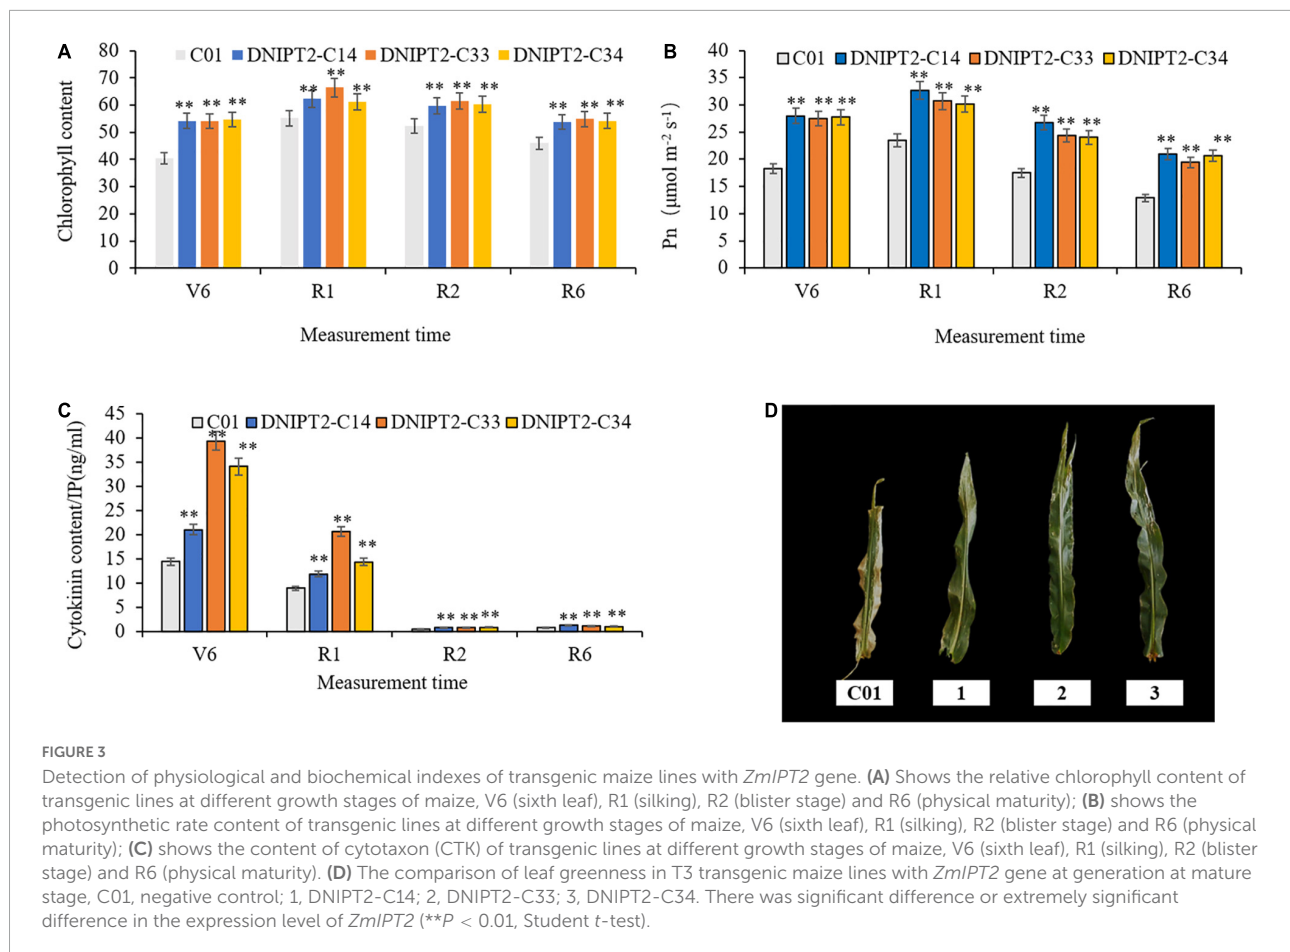 A
C01 DNIPT2-C14 DNIPT2-C33 DNIPT2-C34
Chlorophyll content
80
70
60
50
40
30
20
10
0
** ** **
** ** **
** ** **
** ** **
V6 R1 R2 R6
Measurement time
B
C01 DNIPT2-C14 DNIPT2-C33 DNIPT2-C34
Pn (μmol m⁻² s⁻¹)
40
35
30
25
20
15
10
5
0
** ** **
** ** **
** ** **
** ** **
V6 R1 R2 R6
Measurement time
C
C01 DNIPT2-C14 DNIPT2-C33 DNIPT2-C34
Cytokinin content/IP(ng/ml)
45
40
35
30
25
20
15
10
5
0
** ** **
** ** **
** ** **
** ** **
V6 R1 R2 R6
Measurement time
D
C01 1 2 3
FIGURE 3
Detection of physiological and biochemical indexes of transgenic maize lines with ZmIPT2 gene. (A) Shows the relative chlorophyll content of
transgenic lines at different growth stages of maize, V6 (sixth leaf), R1 (silking), R2 (blister stage) and R6 (physical maturity); (B) shows the
photosynthetic rate content of transgenic lines at different growth stages of maize, V6 (sixth leaf), R1 (silking), R2 (blister stage) and R6 (physical
maturity); (C) shows the content of cytotaxon (CTK) of transgenic lines at different growth stages of maize, V6 (sixth leaf), R1 (silking), R2 (blister
stage) and R6 (physical maturity). (D) The comparison of leaf greenness in T3 transgenic maize lines with ZmIPT2 gene at generation at mature
stage, C01, negative control; 1, DNIPT2-C14; 2, DNIPT2-C33; 3, DNIPT2-C34. There was significant difference or extremely significant
difference in the expression level of ZmIPT2 (**P < 0.01, Student t-test).